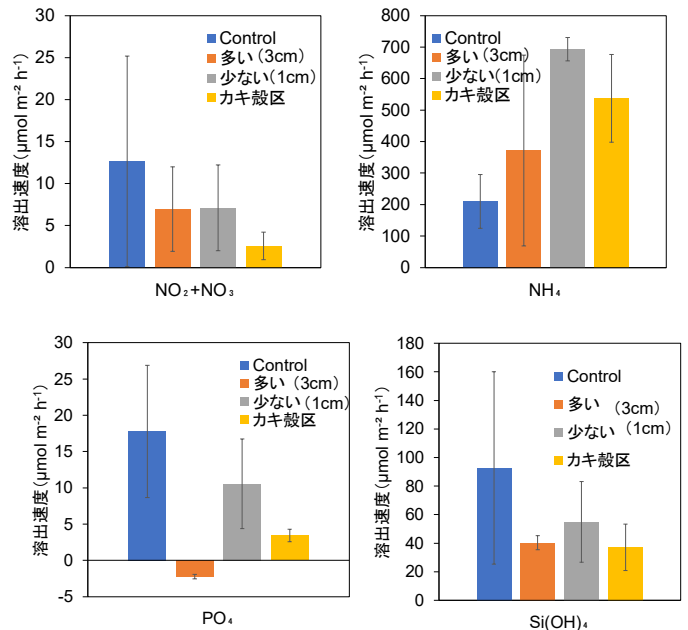 30
25
20
15
10
5
0
溶出速度(μmol m⁻² h⁻¹)
Control
多い(3cm)
少ない(1cm)
カキ殻区
NO₂+NO₃
800
700
600
500
400
300
200
100
0
溶出速度(μmol m⁻² h⁻¹)
Control
多い(3cm)
少ない(1cm)
カキ殻区
NH₄
30
25
20
15
10
5
0
-5
溶出速度(μmol m⁻² h⁻¹)
Control
多い(3cm)
少ない(1cm)
カキ殻区
PO₄
180
160
140
120
100
80
60
40
20
0
溶出速度(μmol m⁻² h⁻¹)
Control
多い (3cm)
少ない (1cm)
カキ殻区
Si(OH)₄